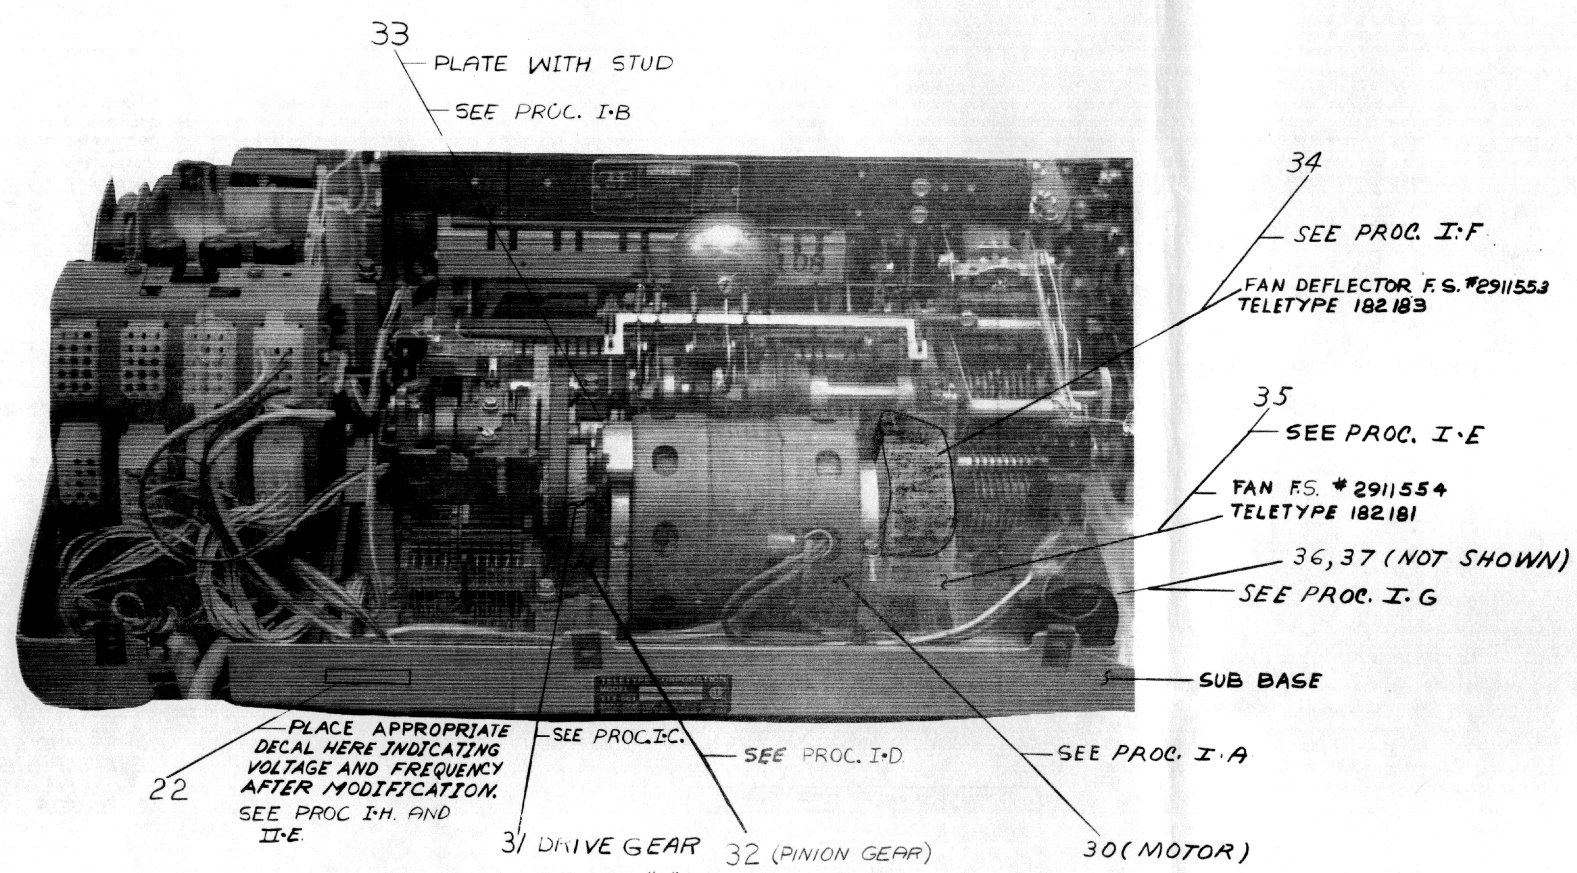 33
PLATE WITH STUD
SEE PROC. I·B
34
SEE PROC. I·F
FAN DEFLECTOR F.S. #2911553
TELETYPE 182183
35
SEE PROC. I·E
FAN F.S. # 2911554
TELETYPE 182181
36, 37 (NOT SHOWN)
SEE PROC. I·G
SUB BASE
108
CORPORATION
22
PLACE APPROPRIATE
DECAL HERE INDICATING
VOLTAGE AND FREQUENCY
AFTER MODIFICATION.
SEE PROC I·H. AND
II·E.
SEE PROC. I·C.
31 DRIVE GEAR
SEE PROC. I·D.
32 (PINION GEAR)
SEE PROC. I·A
30 (MOTOR)